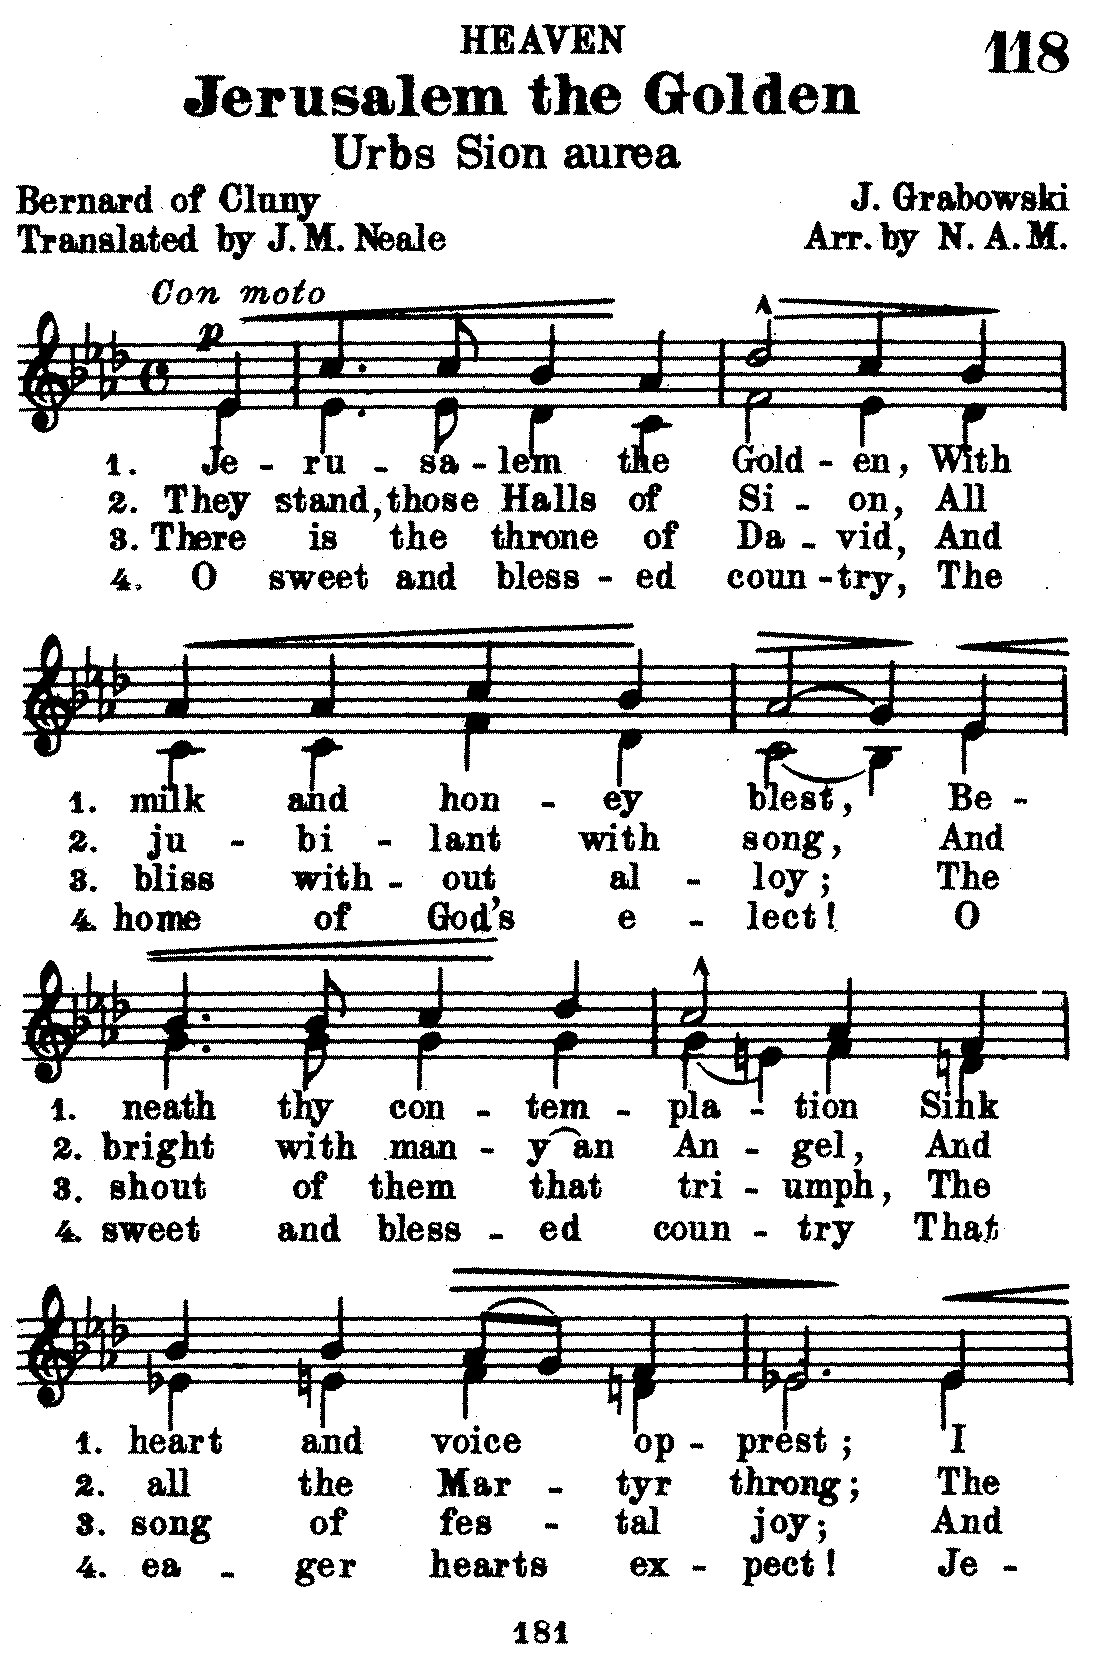 HEAVEN
118
Jerusalem the Golden
Urbs Sion aurea
Bernard of Cluny
J. Grabowski
Translated by J. M. Neale
Arr. by N. A. M.
Con moto
p
1. Je - ru - sa - lem the Gold - en, With
2. They stand, those Halls of Si - on, All
3. There is the throne of Da - vid, And
4. O sweet and bless - ed coun - try, The
1. milk and hon - ey blest, Be -
2. ju - bi - lant with song, And
3. bliss with - out al - loy; The
4. home of God's e - lect! O
1. neath thy con - tem - pla - tion Sink
2. bright with man - y an An - gel, And
3. shout of them that tri - umph, The
4. sweet and bless - ed coun - try That
1. heart and voice op - prest; I
2. all the Mar - tyr throng; The
3. song of fes - tal joy; And
4. ea - ger hearts ex - pect! Je -
181